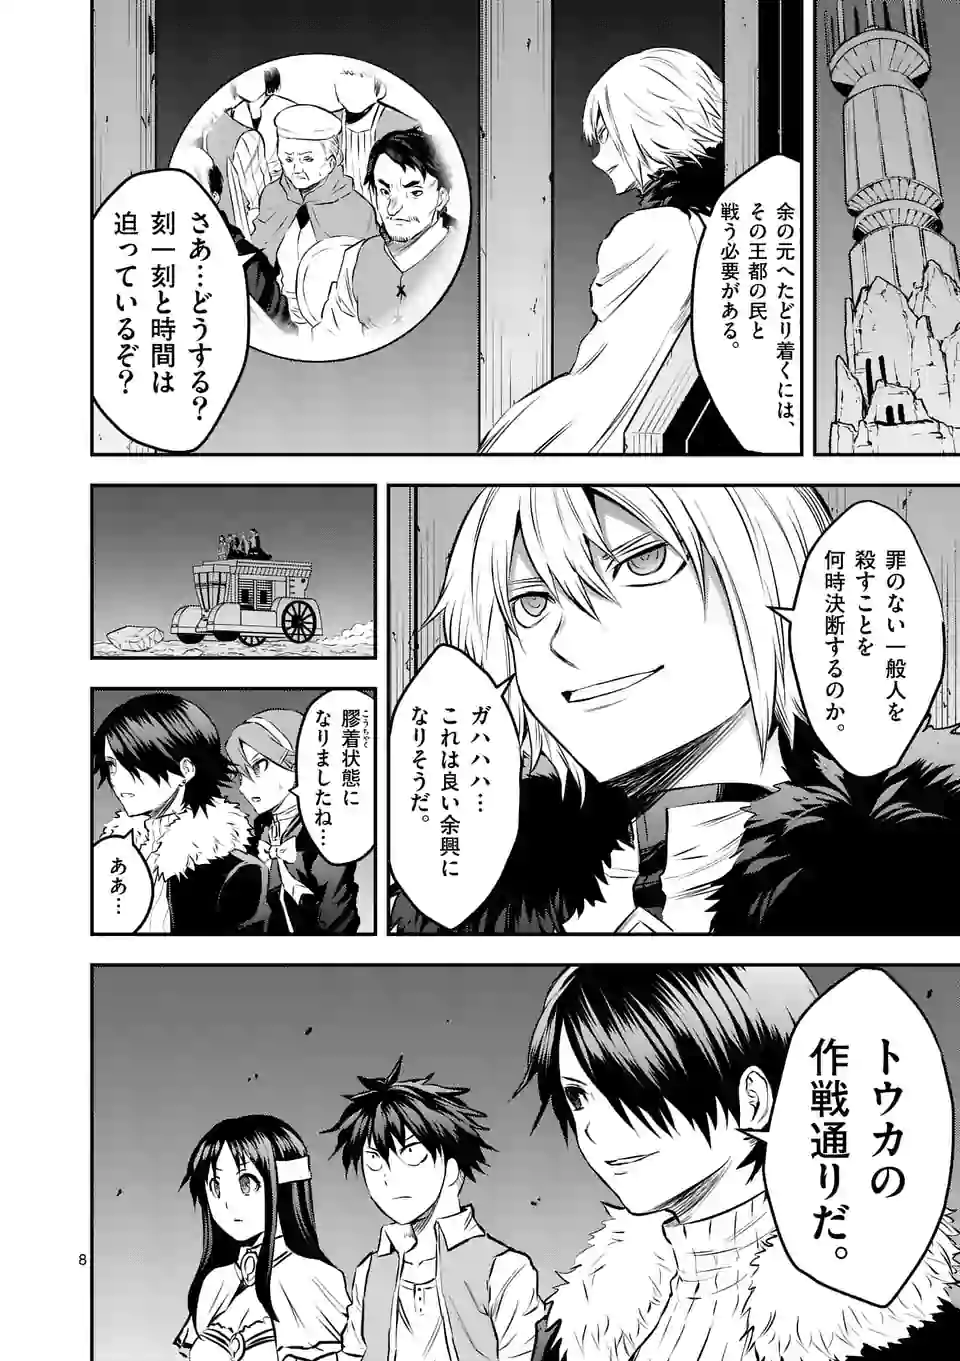 余の元へたどり着くには、
その王都の民と
戦う必要がある。
さあ…どうする？
刻一刻と時間は
迫っているぞ？
罪のない一般人を
殺すことを
何時決断するのか。
ガハハハ…
これは良い余興に
なりそうだ。
膠着状態に
こうちゃく
なりましたね…
ああ…
トウカの
作戦通りだ。
8